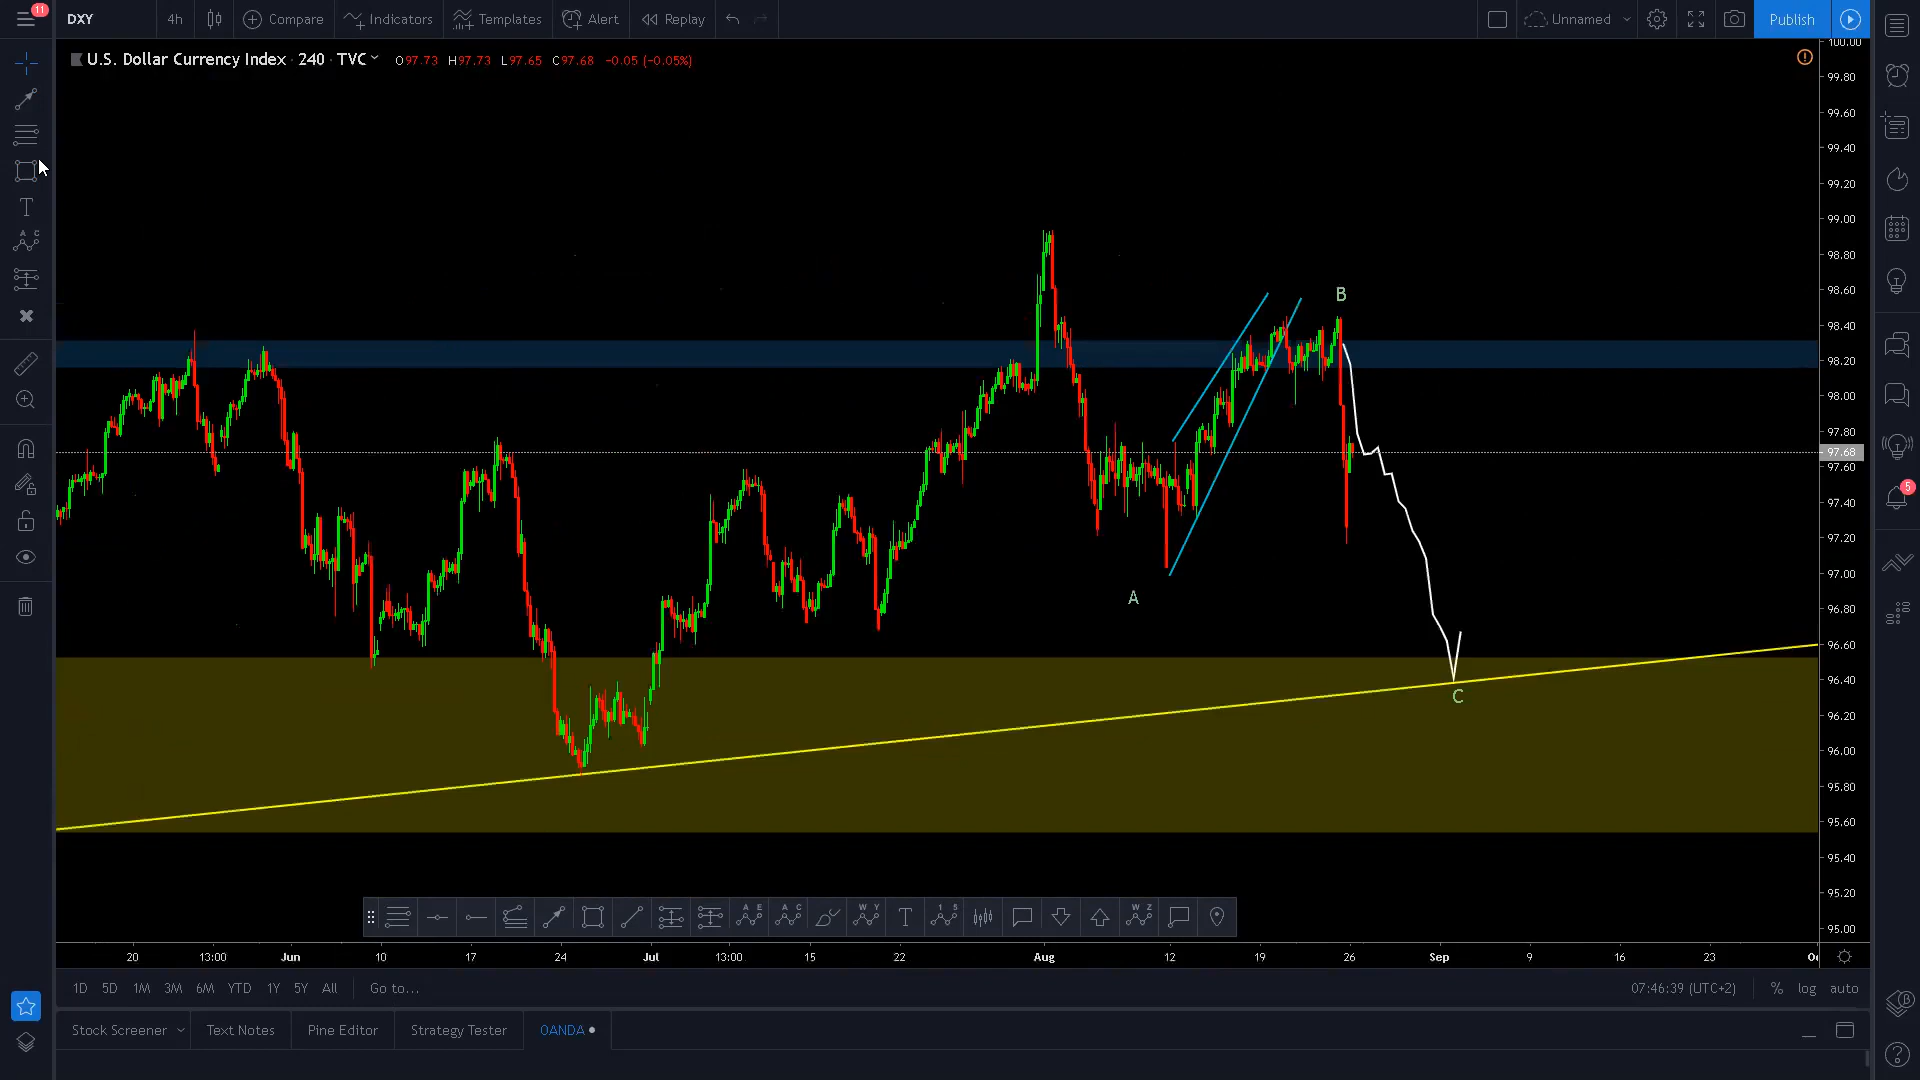 11
DXY
4h
Compare
Indicators
Templates
Alert
Replay
Unnamed
Publish
U.S. Dollar Currency Index · 240 · TVC
O97.73 H97.73 L97.65 C97.68 -0.05 (-0.05%)
100.00
99.80
99.60
99.40
99.20
99.00
98.80
98.60
98.40
98.20
98.00
97.80
97.68
97.60
97.40
97.20
97.00
96.80
96.60
96.40
96.20
96.00
95.80
95.60
95.40
95.20
95.00
B
A
C
5
20 13:00 Jun 10 17 24 Jul 13:00 15 22 Aug 12 19 26 Sep 9 16 23
1D 5D 1M 3M 6M YTD 1Y 5Y All Go to...
07:46:39 (UTC+2) % log auto
Stock Screener
Text Notes
Pine Editor
Strategy Tester
OANDA